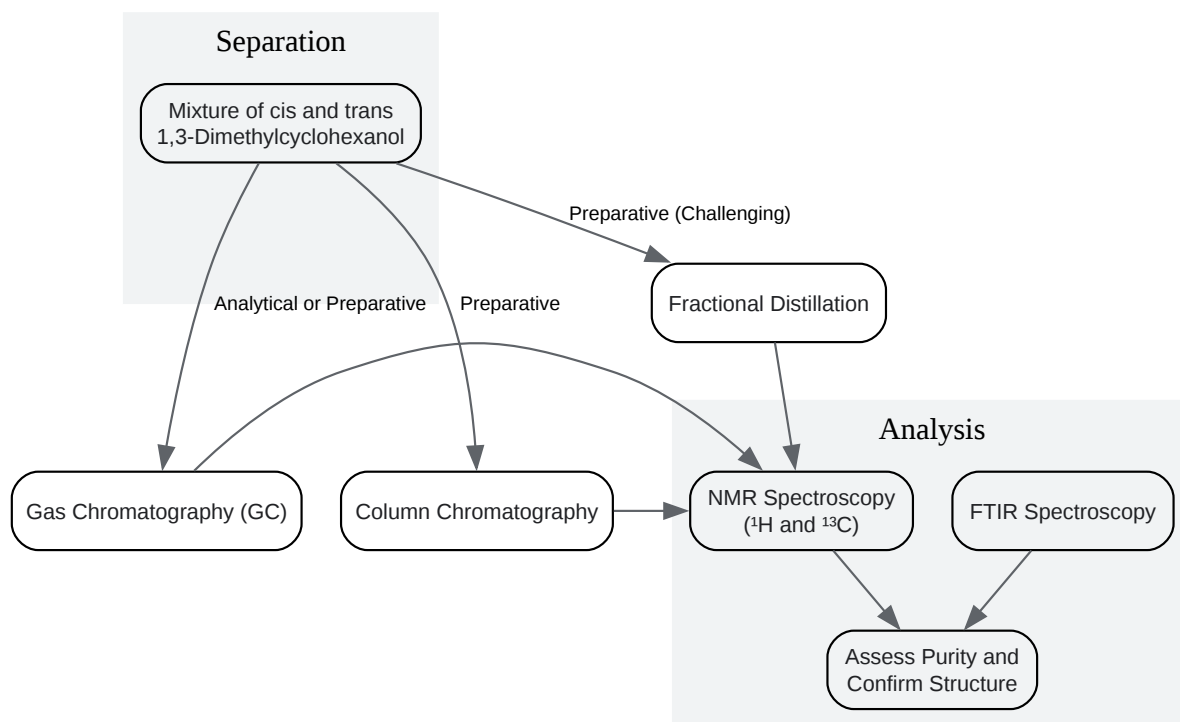 Separation
Mixture of cis and trans
1,3-Dimethylcyclohexanol
Preparative (Challenging)
Fractional Distillation
Analytical or Preparative
Preparative
Analysis
Gas Chromatography (GC)
Column Chromatography
NMR Spectroscopy
(¹H and ¹³C)
FTIR Spectroscopy
Assess Purity and
Confirm Structure